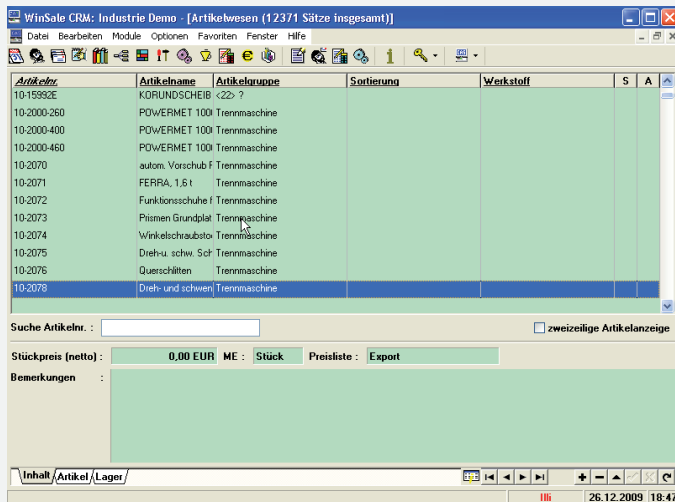 WinSale CRM: Industrie Demo - [Artikelwesen (12371 Sätze insgesamt)]
Datei Bearbeiten Module Optionen Favoriten Fenster Hilfe
Artikelnr. Artikelname Artikelgruppe Sortierung Werkstoff S A
10-15992E KORUNDSCHEIB <22> ?
10-2000-260 POWERMET 100 Trennmaschine
10-2000-400 POWERMET 100 Trennmaschine
10-2000-460 POWERMET 100 Trennmaschine
10-2070 autom. Vorschub F Trennmaschine
10-2071 FERRA, 1,6 t Trennmaschine
10-2072 Funktionsschuhe f Trennmaschine
10-2073 Prismen Grundplat Trennmaschine
10-2074 Winkelschraubsto Trennmaschine
10-2075 Dreh-u. schw. Sch Trennmaschine
10-2076 Querschlitten Trennmaschine
10-2078 Dreh- und schwen Trennmaschine
Suche Artikelnr. : zweizeilige Artikelanzeige
Stückpreis (netto) : 0,00 EUR ME : Stück Preisliste : Export
Bemerkungen :
Inhalt Artikel Lager
Ulli 26.12.2009 18:47